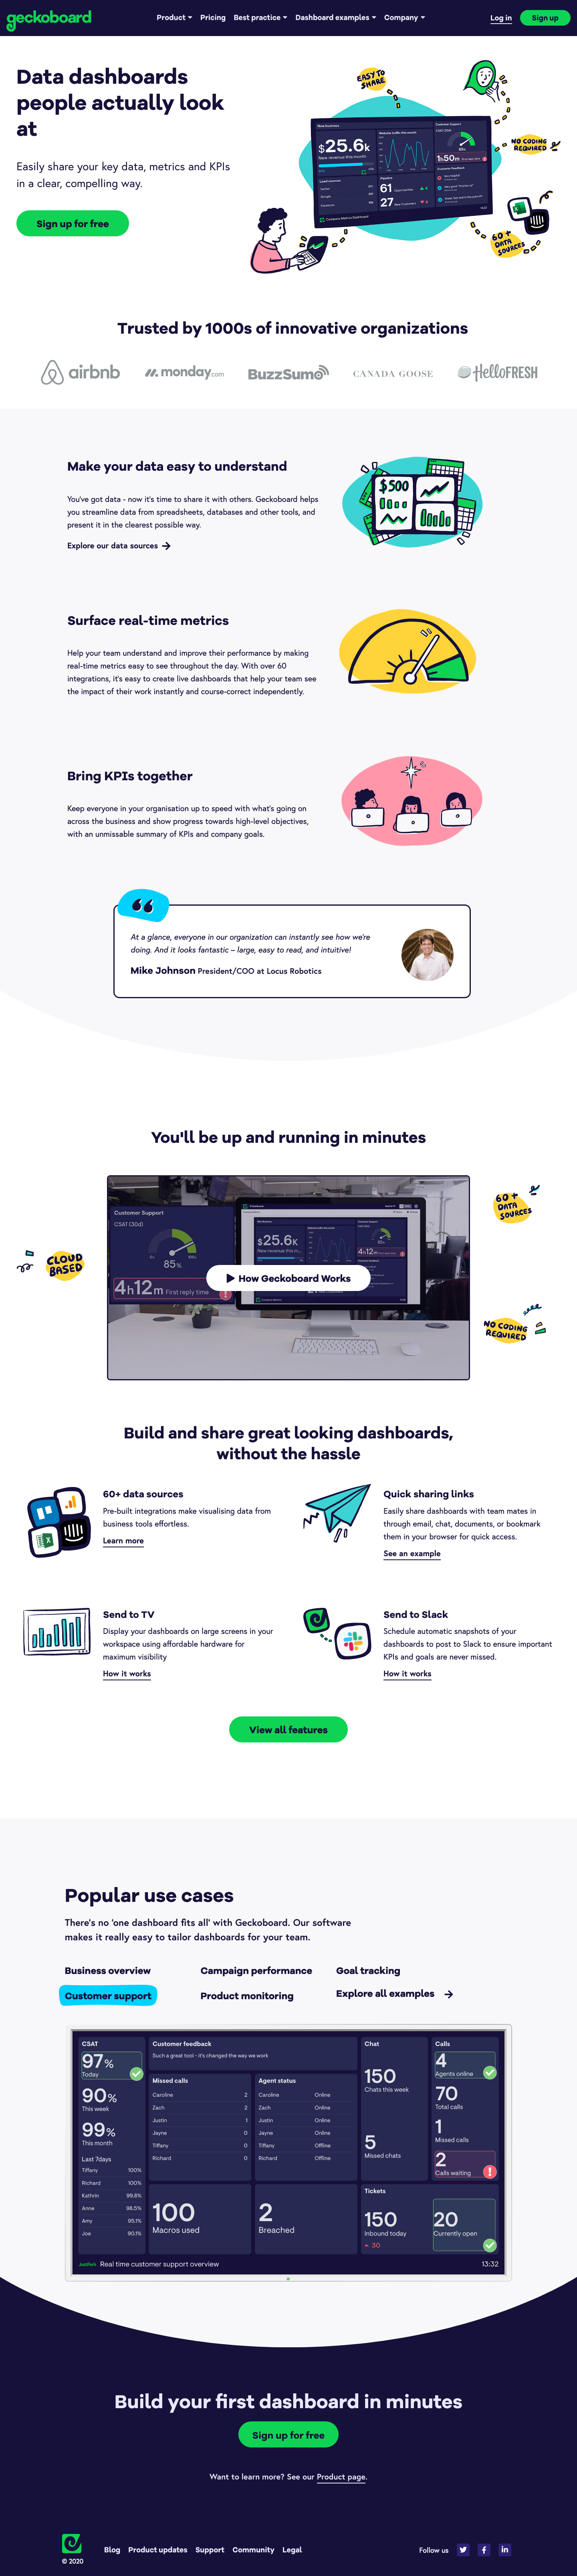 geckoboard
Product
Pricing
Best practice
Dashboard examples
Company
Log in
Sign up
Data dashboards
people actually look
at
Easily share your key data, metrics and KPIs
in a clear, compelling way.
Sign up for free
EASY TO
SHARE
NO CODING
REQUIRED
60+
DATA
SOURCES
New business
$25.6k
New revenue this month
Website traffic this month
Customer Support
1h50m
Pipeline
61
Opportunities
27
New Customers
Customer Feedback
Company Metrics Dashboard
Trusted by 1000s of innovative organizations
airbnb
monday.com
BuzzSumo
CANADA GOOSE
HelloFRESH
Make your data easy to understand
You've got data - now it's time to share it with others. Geckoboard helps
you streamline data from spreadsheets, databases and other tools, and
present it in the clearest possible way.
Explore our data sources
$500
Surface real-time metrics
Help your team understand and improve their performance by making
real-time metrics easy to see throughout the day. With over 60
integrations, it's easy to create live dashboards that help your team see
the impact of their work instantly and course-correct independently.
Bring KPIs together
Keep everyone in your organisation up to speed with what's going on
across the business and show progress towards high-level objectives,
with an unmissable summary of KPIs and company goals.
At a glance, everyone in our organization can instantly see how we're
doing. And it looks fantastic – large, easy to read, and intuitive!
Mike Johnson President/COO at Locus Robotics
You'll be up and running in minutes
Customer Support
CSAT (30d)
85%
4h12m First reply time
$25.6k
4h12m
How Geckoboard Works
CLOUD
BASED
60+
DATA
SOURCES
NO CODING
REQUIRED
Build and share great looking dashboards,
without the hassle
60+ data sources
Pre-built integrations make visualising data from
business tools effortless.
Learn more
Quick sharing links
Easily share dashboards with team mates in
through email, chat, documents, or bookmark
them in your browser for quick access.
See an example
Send to TV
Display your dashboards on large screens in your
workspace using affordable hardware for
maximum visibility
How it works
Send to Slack
Schedule automatic snapshots of your
dashboards to post to Slack to ensure important
KPIs and goals are never missed.
How it works
View all features
Popular use cases
There's no 'one dashboard fits all' with Geckoboard. Our software
makes it really easy to tailor dashboards for your team.
Business overview
Campaign performance
Goal tracking
Customer support
Product monitoring
Explore all examples
CSAT
97%
Today
90%
This week
99%
This month
Last 7days
Tiffany 100%
Richard 100%
Kathrin 99.8%
Anne 98.5%
Amy 95.1%
Joe 90.1%
Customer feedback
Such a great tool - it's changed the way we work
Missed calls
Caroline 2
Zach 2
Justin 1
Jayne 0
Tiffany 0
Richard 0
Agent status
Caroline Online
Zach Online
Justin Online
Jayne Online
Tiffany Offline
Richard Offline
100
Macros used
2
Breached
Chat
150
Chats this week
5
Missed chats
Calls
4
Agents online
70
Total calls
1
Missed calls
2
Calls waiting
Tickets
150
Inbound today
30
20
Currently open
JustPark Real time customer support overview
13:32
Build your first dashboard in minutes
Sign up for free
Want to learn more? See our Product page.
© 2020
Blog
Product updates
Support
Community
Legal
Follow us